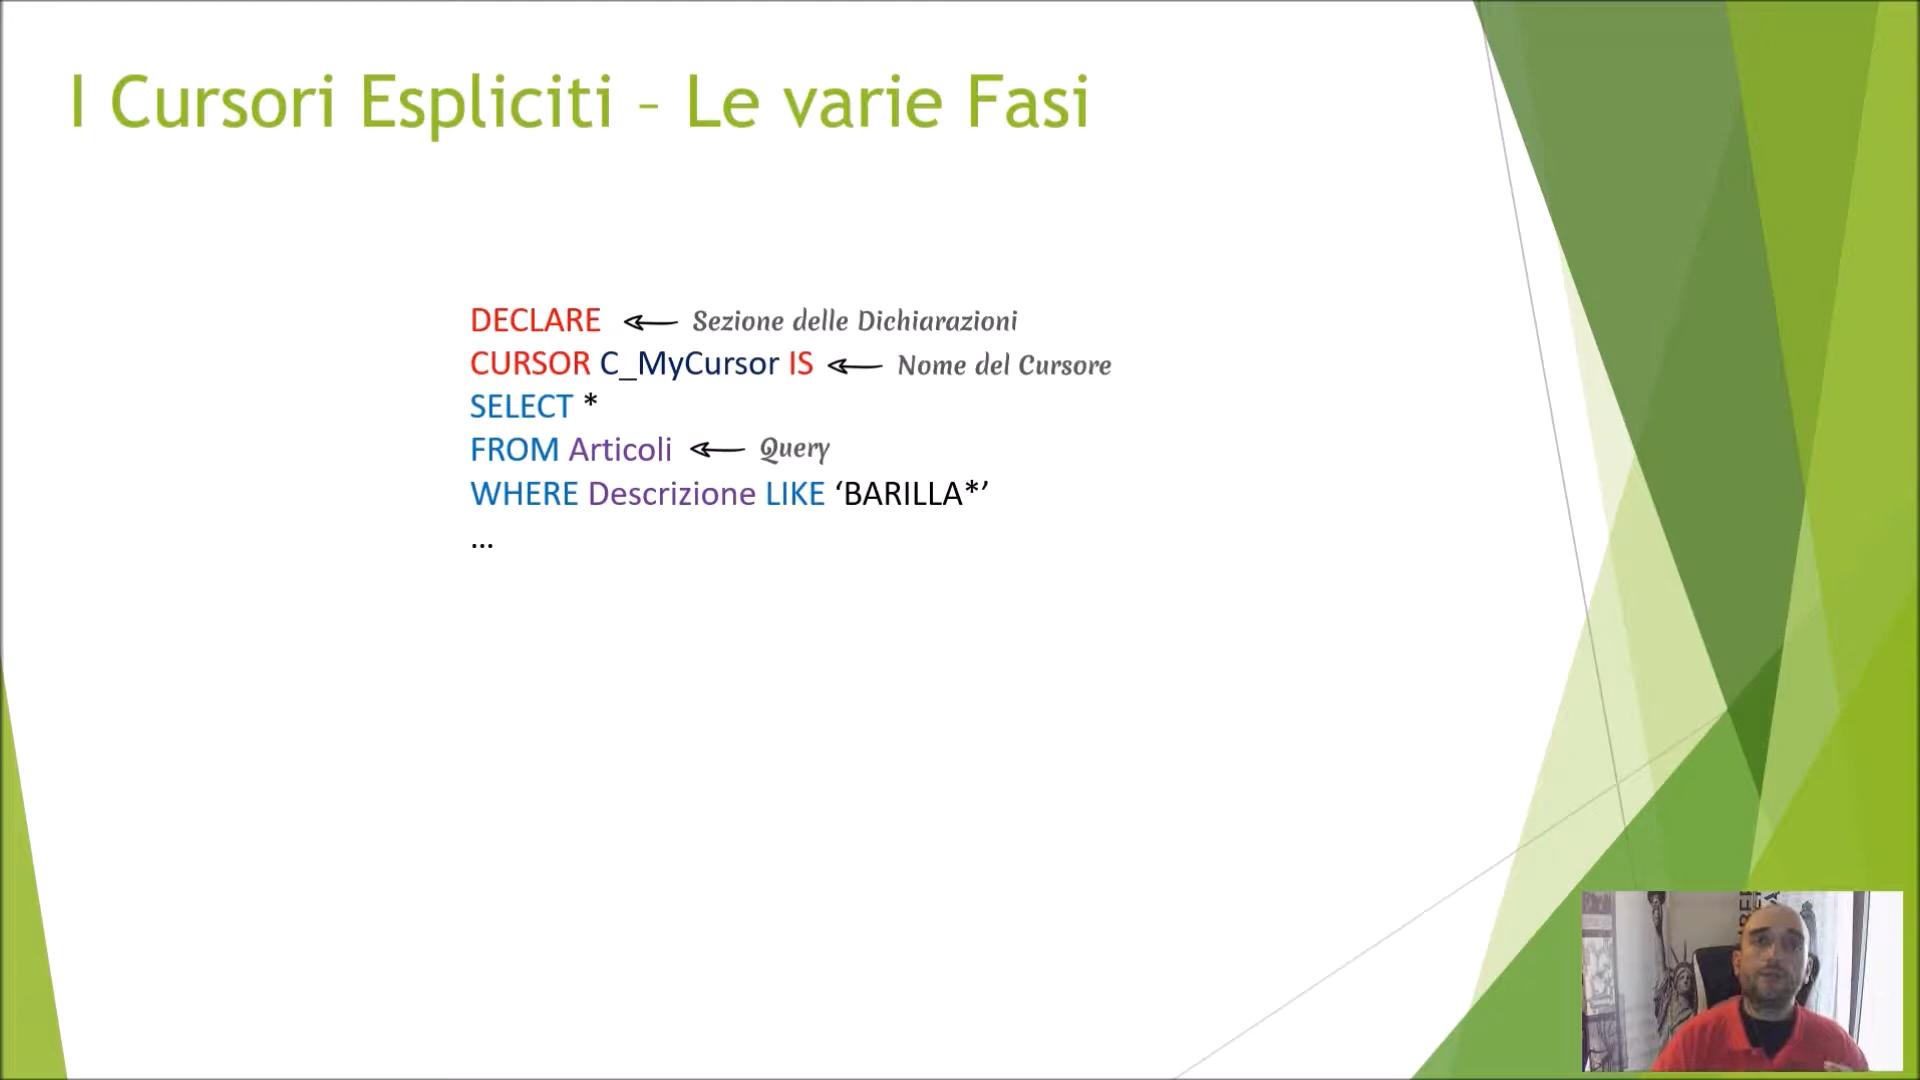 I Cursori Espliciti – Le varie Fasi
DECLARE Sezione delle Dichiarazioni
CURSOR C_MyCursor IS Nome del Cursore
SELECT *
FROM Articoli Query
WHERE Descrizione LIKE ‘BARILLA*’
...